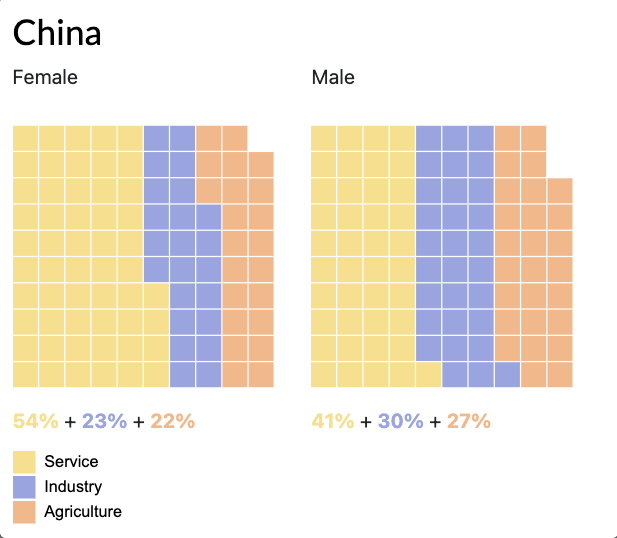 China
Female Male
54% + 23% + 22% 41% + 30% + 27%
Service
Industry
Agriculture